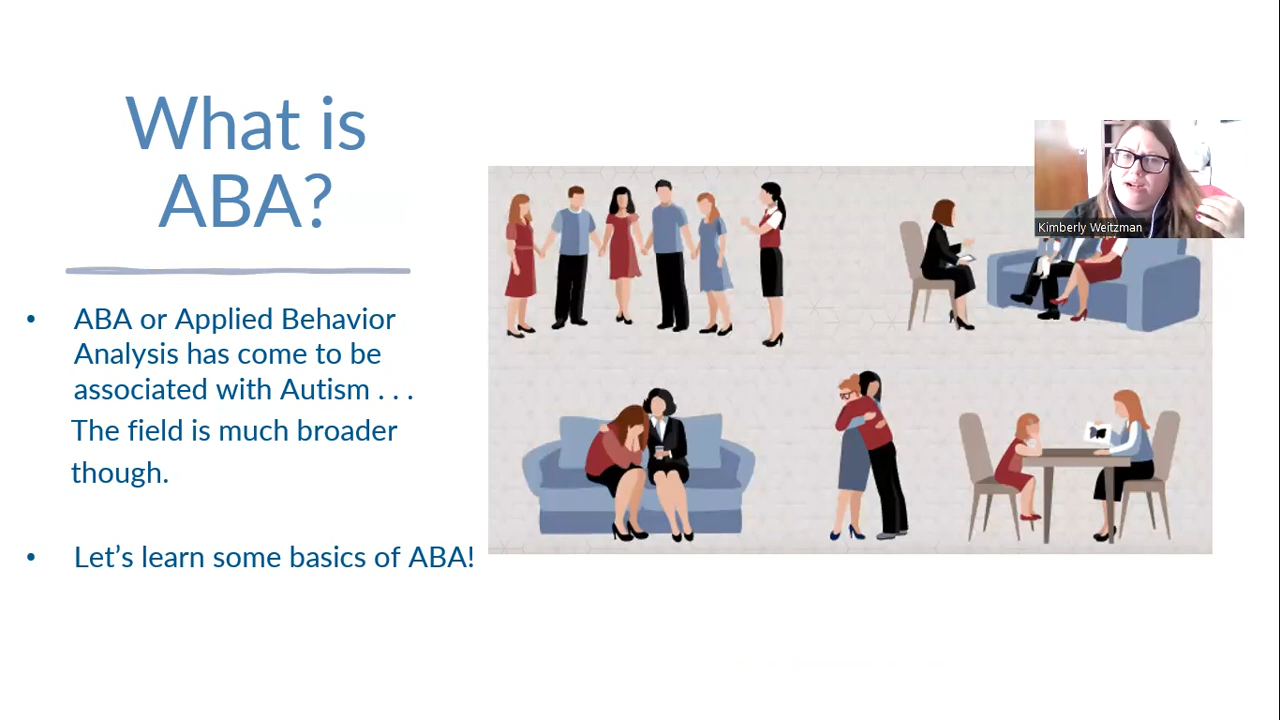 What is
ABA?
• ABA or Applied Behavior
Analysis has come to be
associated with Autism . . .
The field is much broader
though.
• Let’s learn some basics of ABA!
Kimberly Weitzman